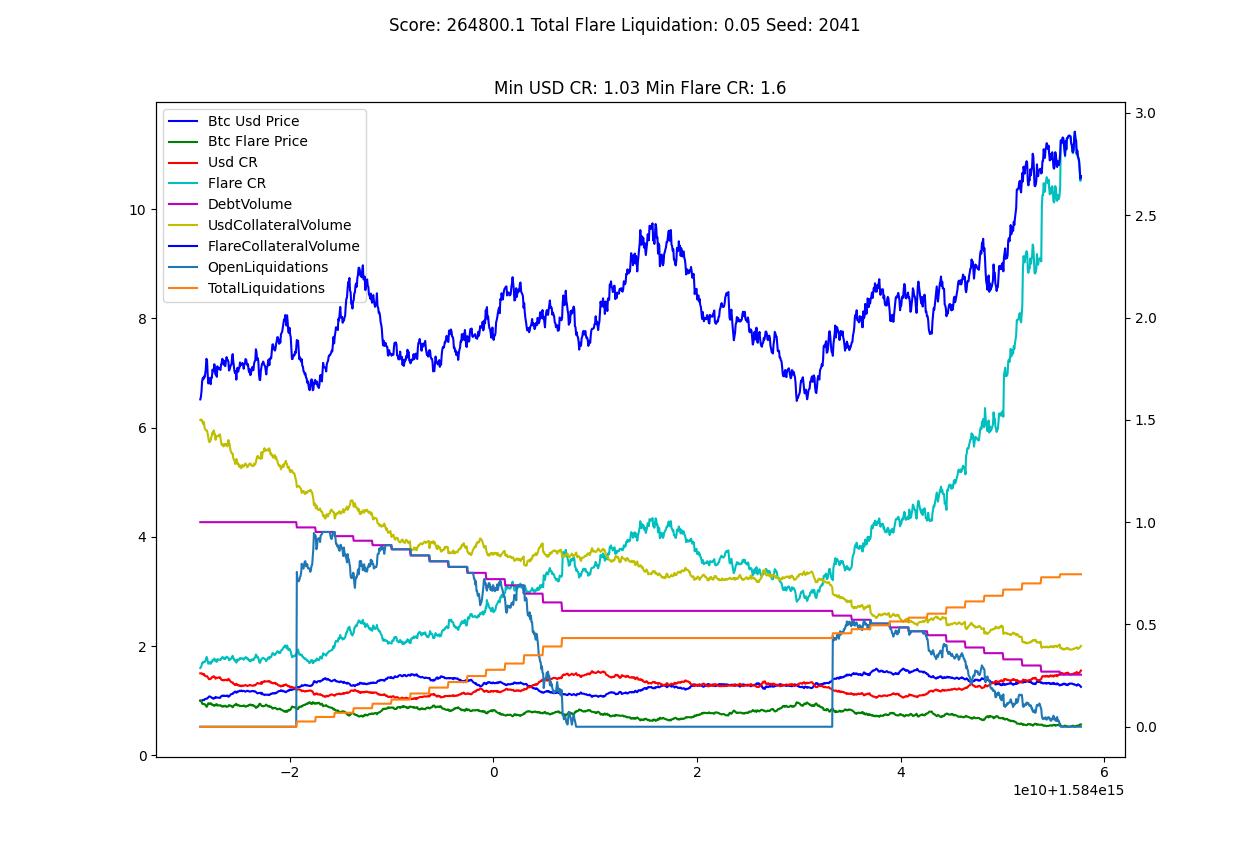 Score: 264800.1 Total Flare Liquidation: 0.05 Seed: 2041
Min USD CR: 1.03 Min Flare CR: 1.6
Btc Usd Price
Btc Flare Price
Usd CR
Flare CR
DebtVolume
UsdCollateralVolume
FlareCollateralVolume
OpenLiquidations
TotalLiquidations
10
8
6
4
2
0
3.0
2.5
2.0
1.5
1.0
0.5
0.0
−2
0
2
4
6
1e10+1.584e15